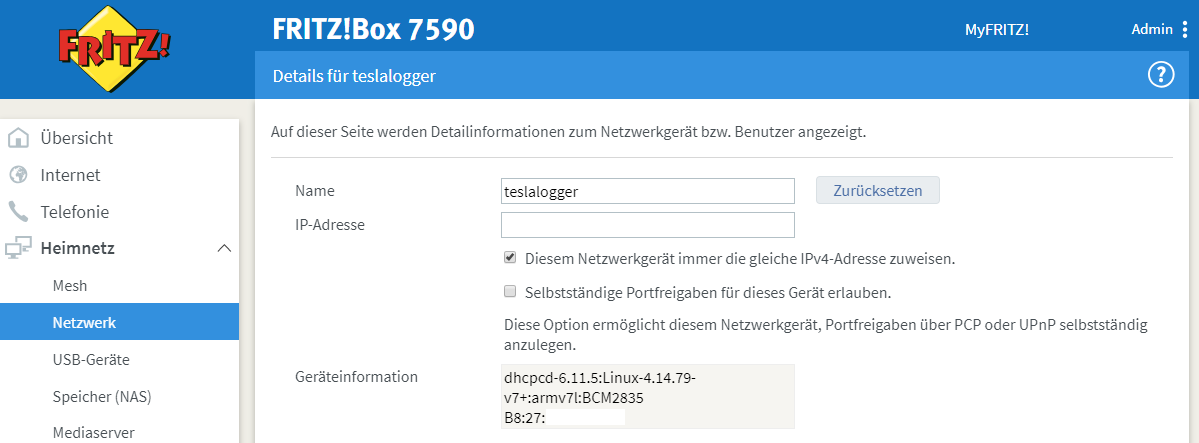 FRITZ!
FRITZ!Box 7590
MyFRITZ!
Admin
Details für teslalogger
?
Übersicht
Internet
Telefonie
Heimnetz
Mesh
Netzwerk
USB-Geräte
Speicher (NAS)
Mediaserver
Auf dieser Seite werden Detailinformationen zum Netzwerkgerät bzw. Benutzer angezeigt.
Name
teslalogger
Zurücksetzen
IP-Adresse
Diesem Netzwerkgerät immer die gleiche IPv4-Adresse zuweisen.
Selbstständige Portfreigaben für dieses Gerät erlauben.
Diese Option ermöglicht diesem Netzwerkgerät, Portfreigaben über PCP oder UPnP selbstständig
anzulegen.
Geräteinformation
dhcpcd-6.11.5:Linux-4.14.79-
v7+:armv7l:BCM2835
B8:27: